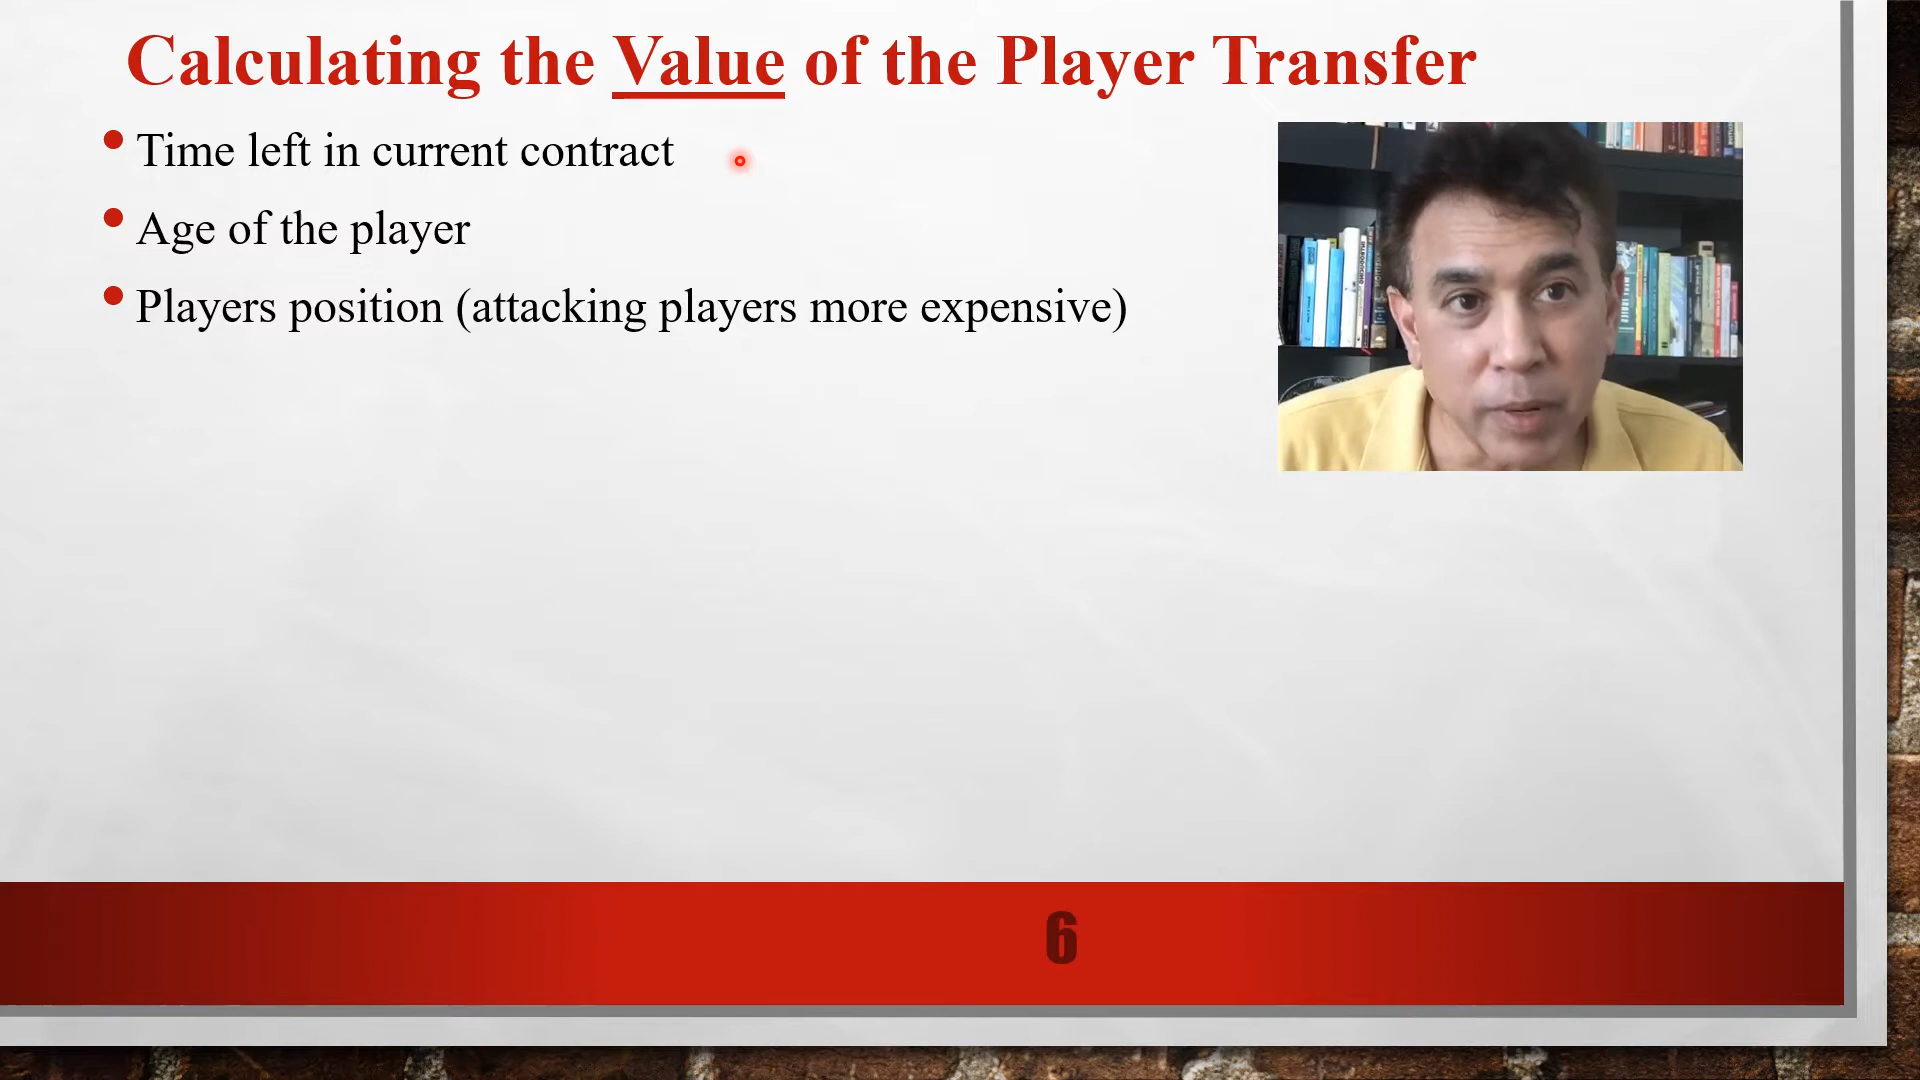 Calculating the Value of the Player Transfer
Time left in current contract
Age of the player
Players position (attacking players more expensive)
6